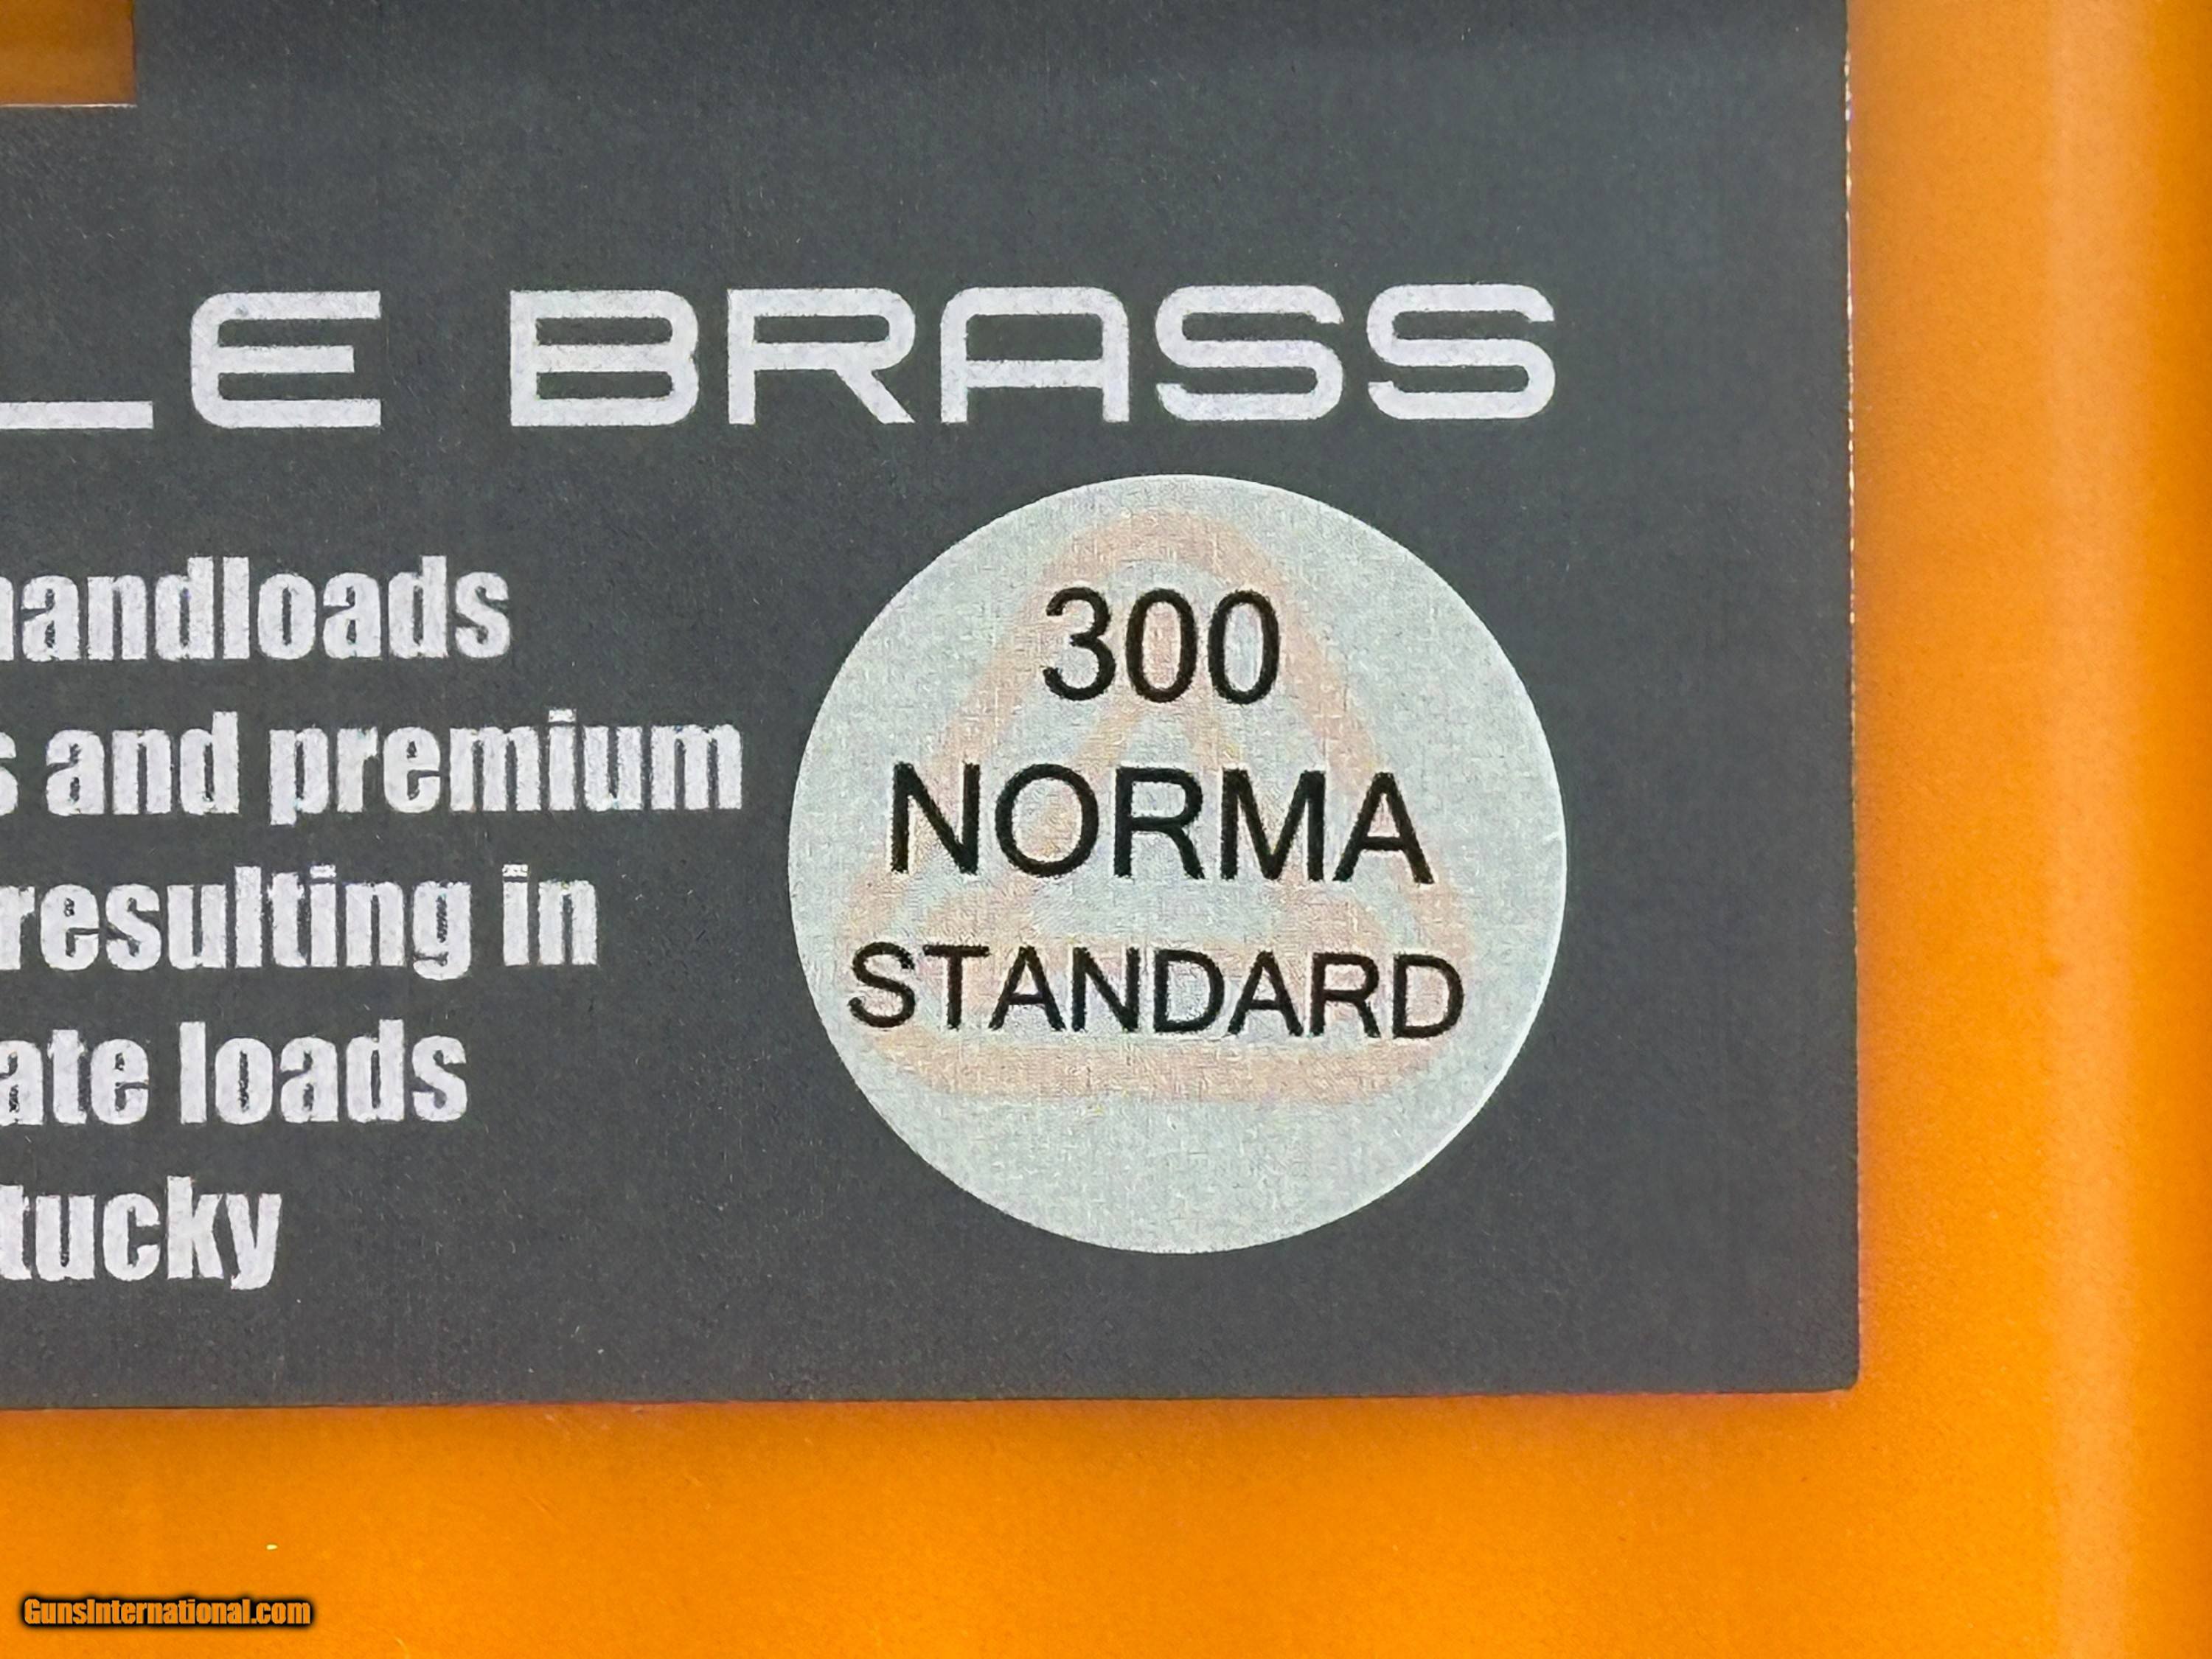 LE BRASS
handloads
s and premium
resulting in
ate loads
tucky
300
NORMA
STANDARD
GunsInternational.com